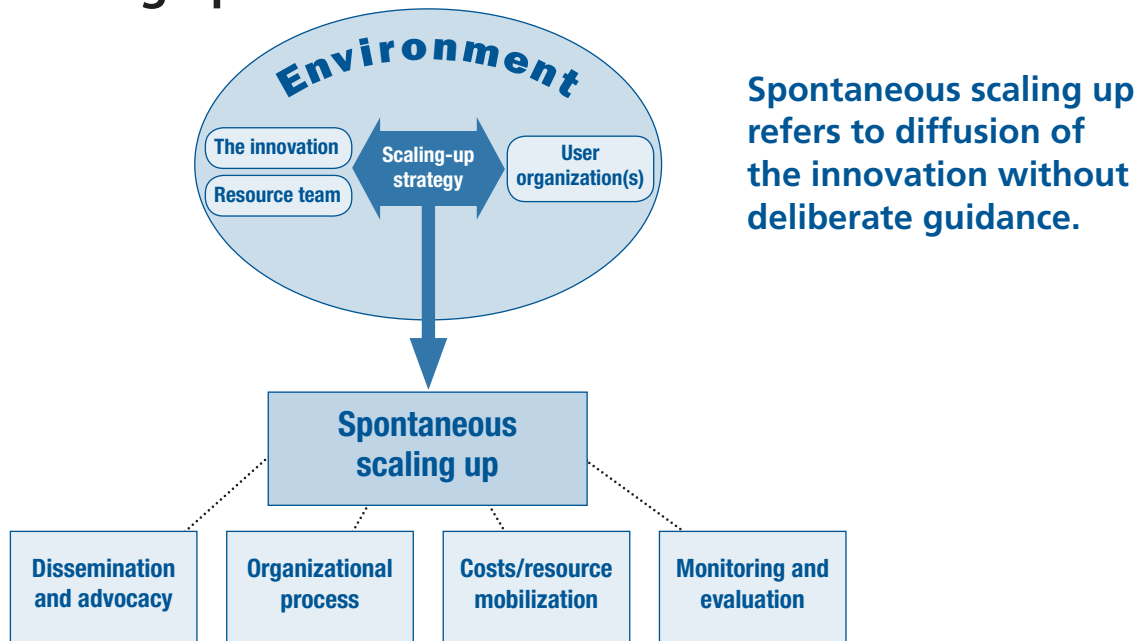 Environment
The innovation
Resource team
Scaling-up
strategy
User
organization(s)
Spontaneous scaling up
refers to diffusion of
the innovation without
deliberate guidance.
Spontaneous
scaling up
Dissemination
and advocacy
Organizational
process
Costs/resource
mobilization
Monitoring and
evaluation